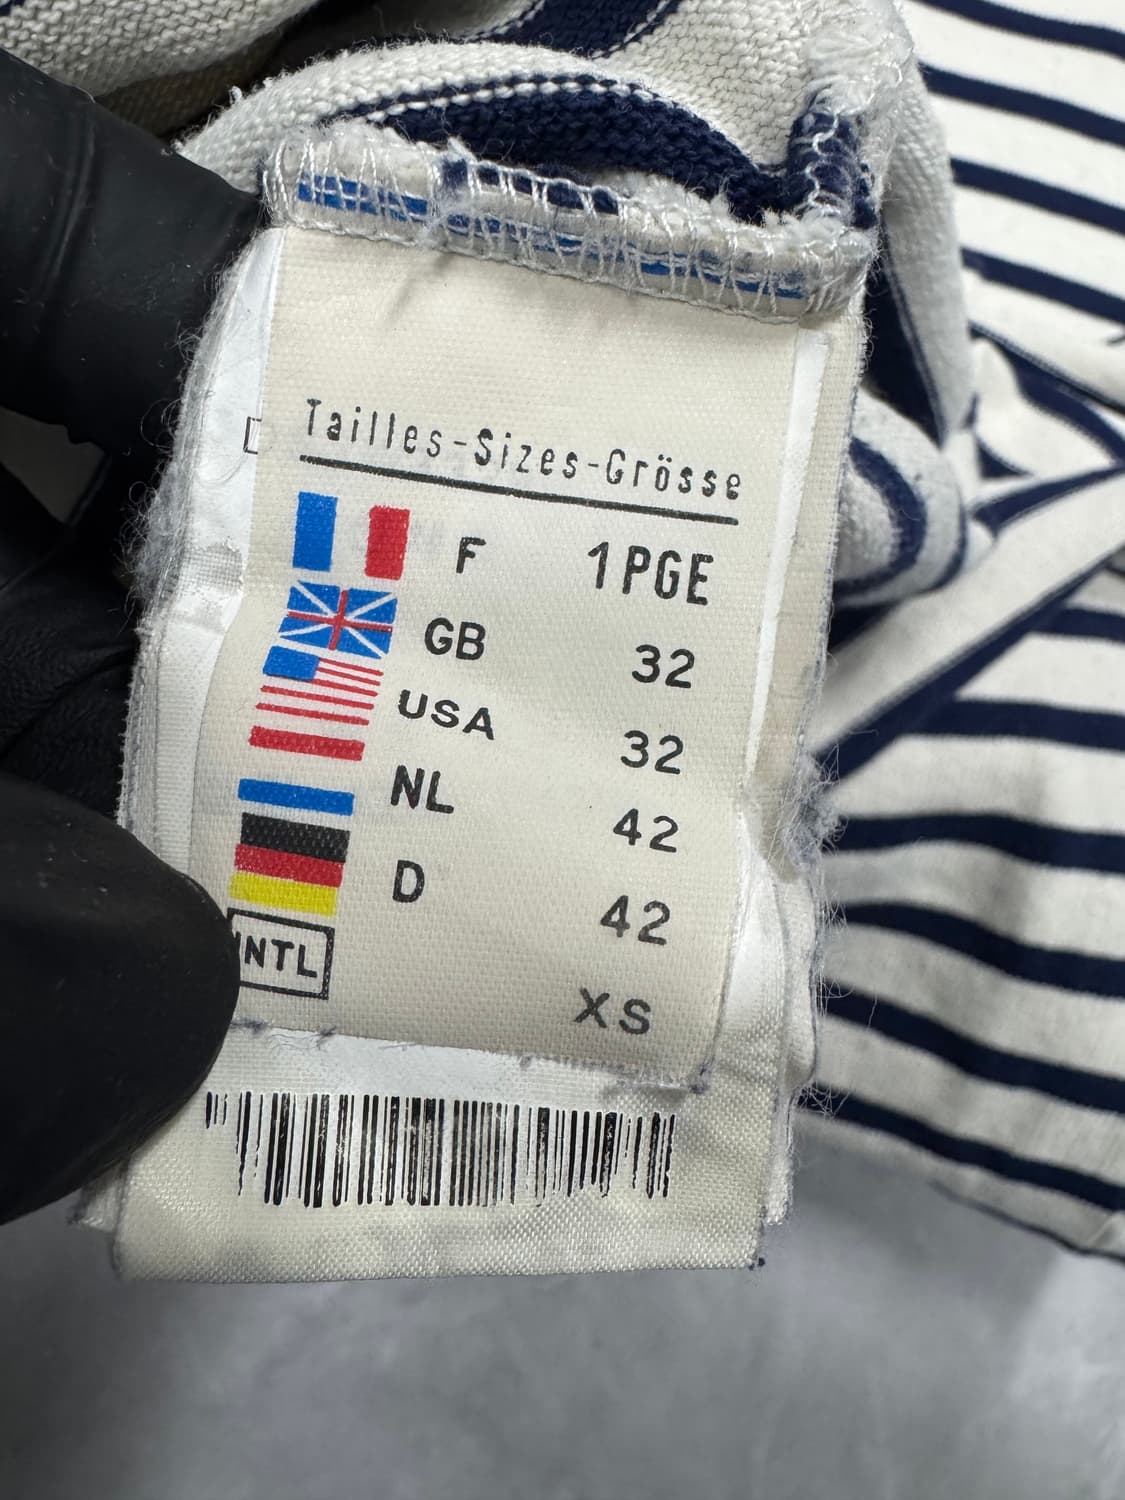 Tailles-Sizes-Grösse
F 1PGE
GB 32
USA 32
NL 42
D 42
INTL XS